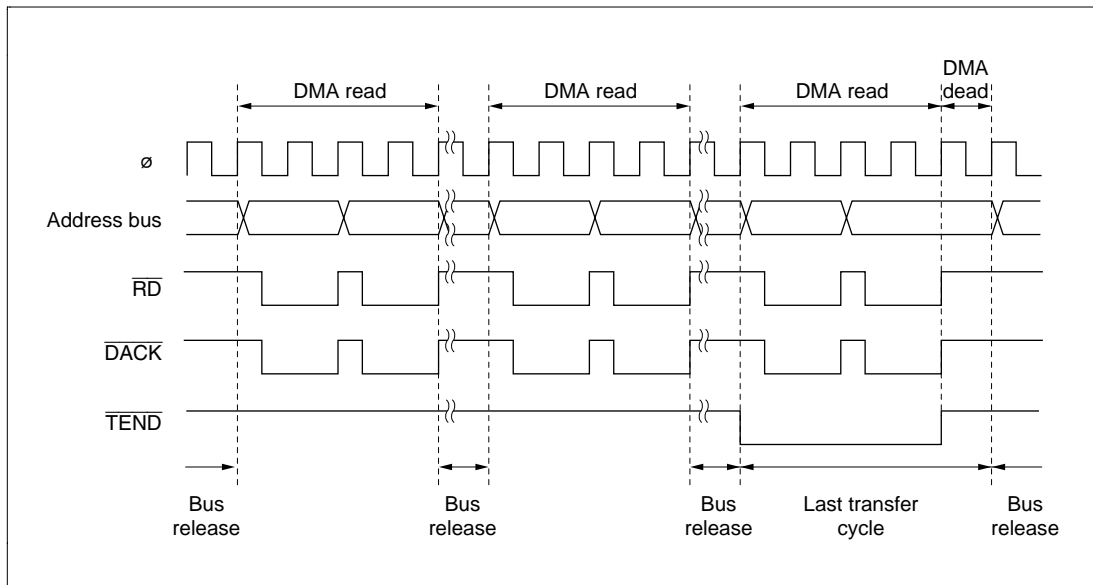 DMA
dead
DMA read
DMA read
DMA read
ø
Address bus
RD
DACK
TEND
Bus
release
Bus
release
Bus
release
Last transfer
cycle
Bus
release